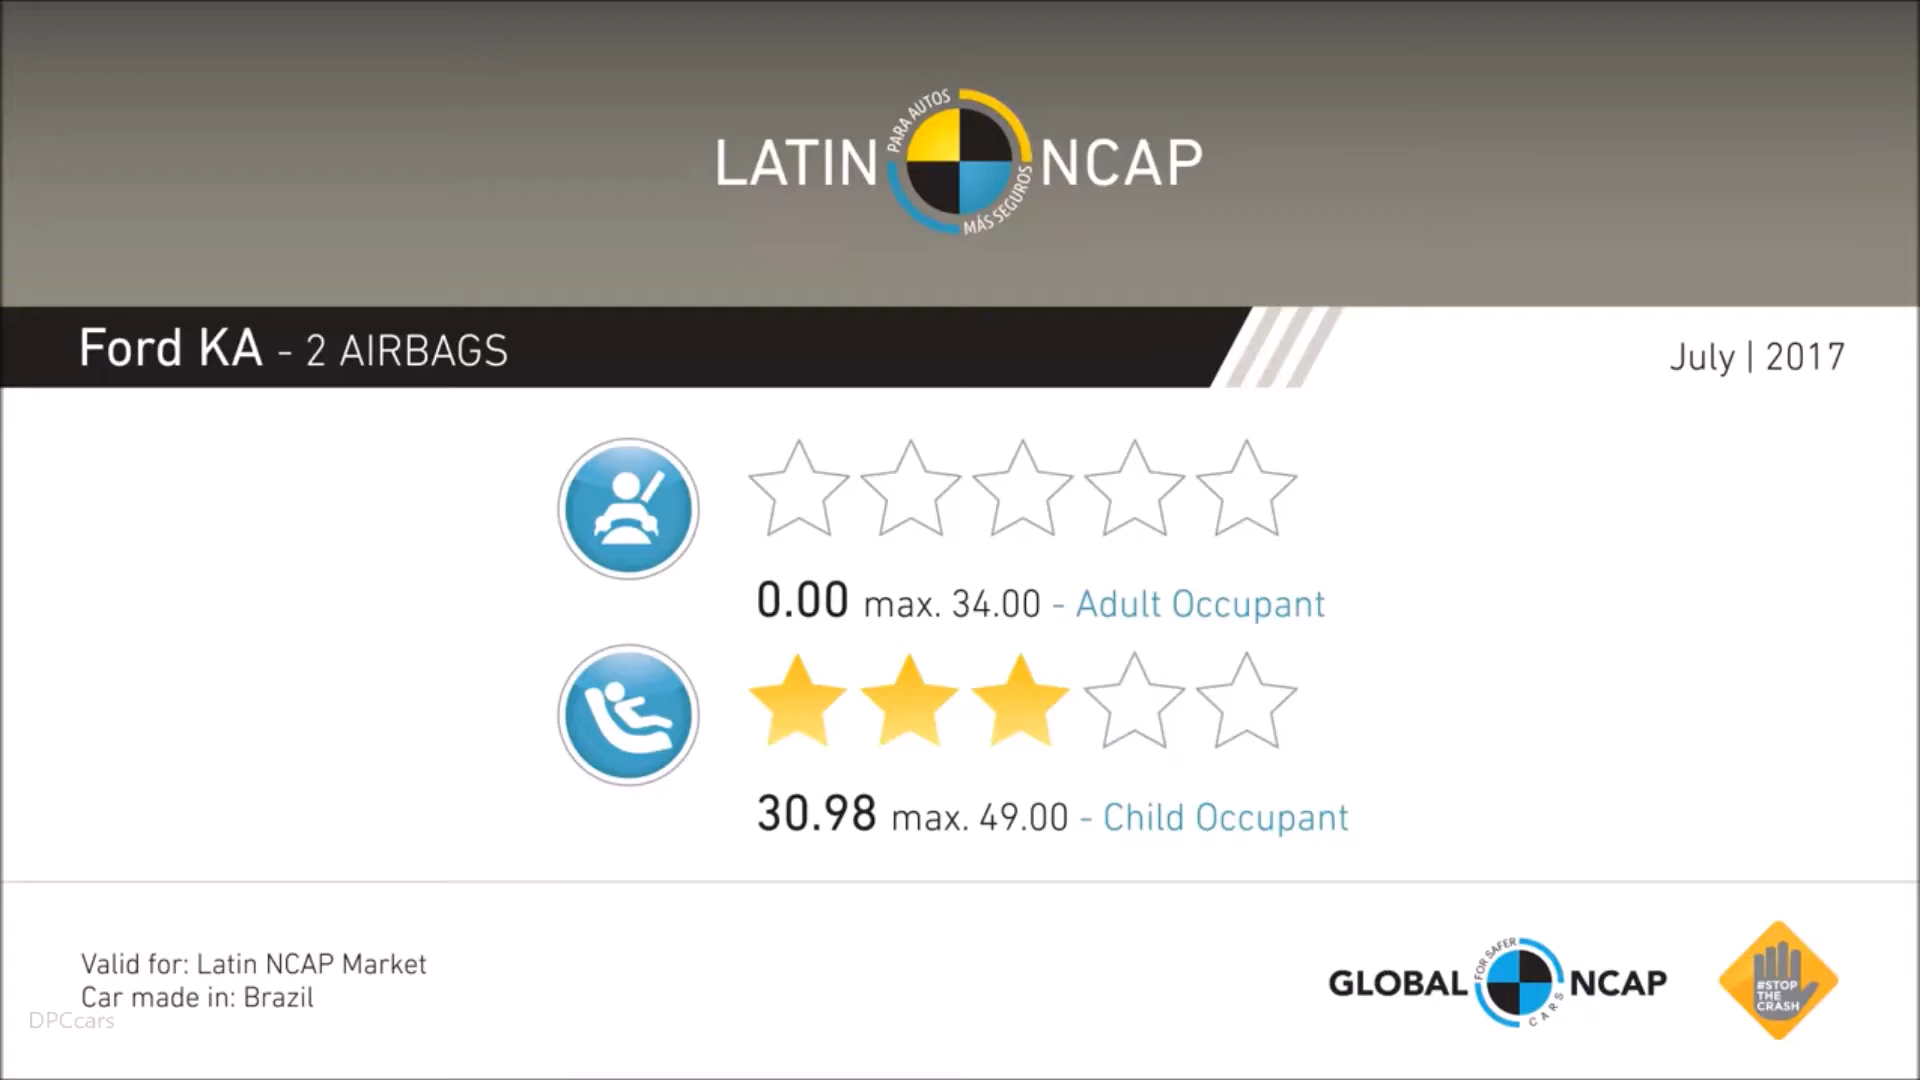 LATIN PARA AUTOS MÁS SEGUROS NCAP
Ford KA - 2 AIRBAGS
July | 2017
0.00 max. 34.00 - Adult Occupant
30.98 max. 49.00 - Child Occupant
Valid for: Latin NCAP Market
Car made in: Brazil
DPCcars
GLOBAL FOR SAFER CARS NCAP
#STOP
THE
CRASH